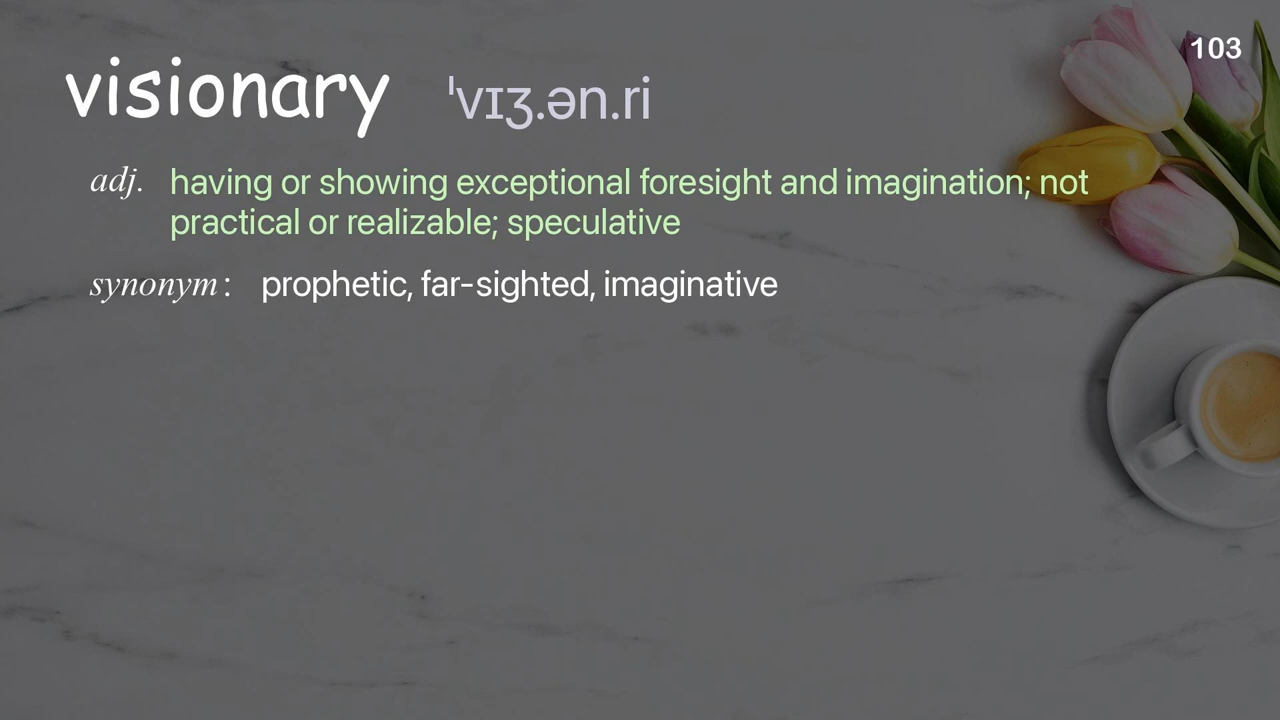 103
visionary ˈvɪʒ.ən.ri
adj. having or showing exceptional foresight and imagination; not
practical or realizable; speculative
synonym : prophetic, far-sighted, imaginative